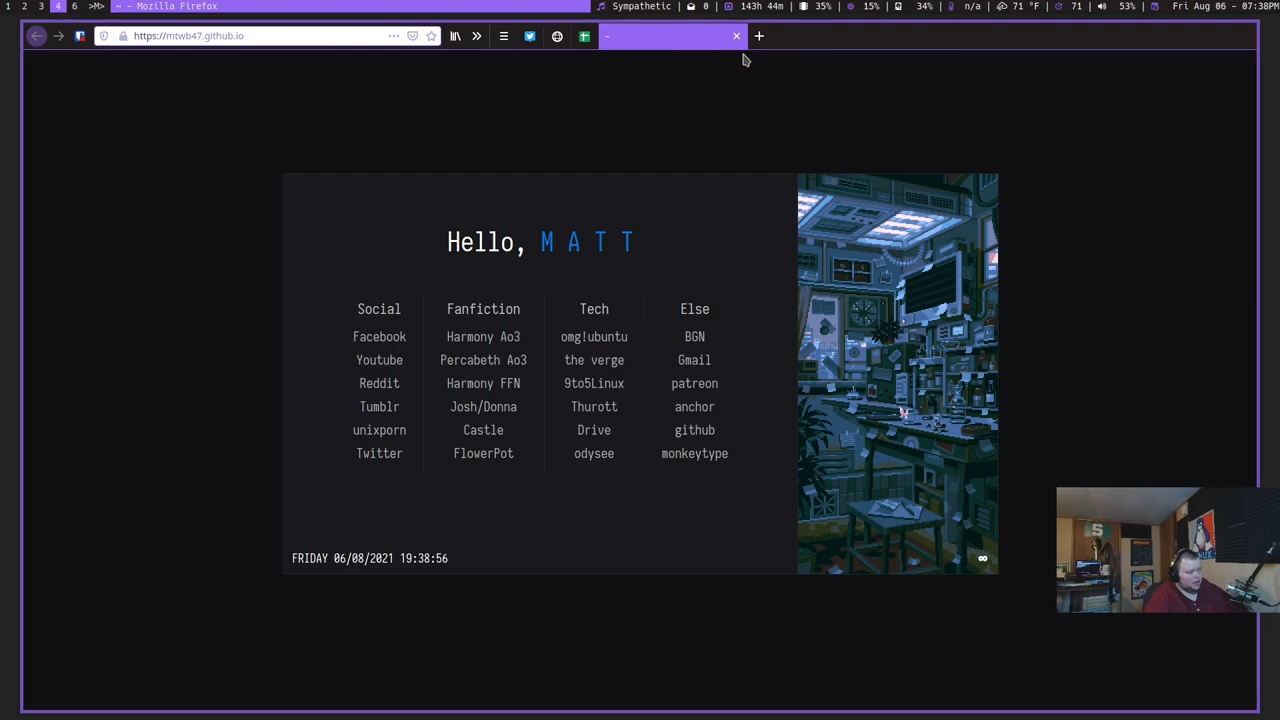 1 2 3 4 6 >M> ~ - Mozilla Firefox Sympathetic | 0 | 143h 44m | 35% | 15% | 34% | n/a | 71 °F | 71 | 53% | Fri Aug 06 - 07:38PM
https://mtwb47.github.io
~
Hello, M A T T
Social Fanfiction Tech Else
Facebook Harmony Ao3 omg!ubuntu BGN
Youtube Percabeth Ao3 the verge Gmail
Reddit Harmony FFN 9to5Linux patreon
Tumblr Josh/Donna Thurott anchor
unixporn Castle Drive github
Twitter FlowerPot odysee monkeytype
FRIDAY 06/08/2021 19:38:56